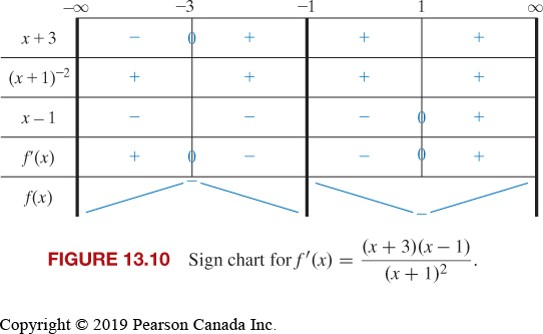 −∞ −3 −1 1 ∞
x + 3 − 0 + + +
(x + 1)⁻² + + + +
x − 1 − − − 0 +
f′(x) + 0 − − 0 +
f(x)
FIGURE 13.10 Sign chart for f′(x) = (x + 3)(x − 1) / (x + 1)² .
Copyright © 2019 Pearson Canada Inc.